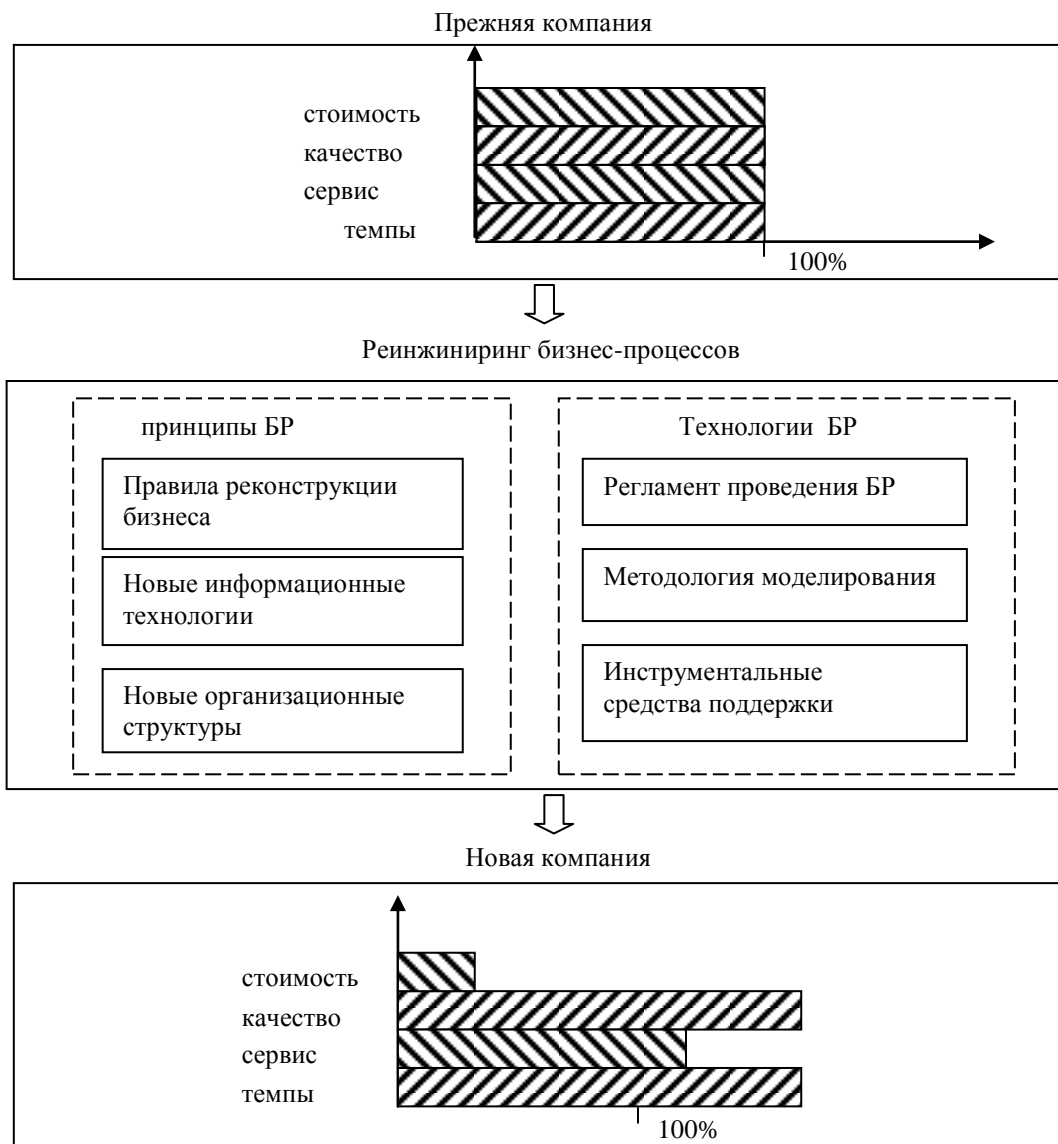 Прежняя компания
стоимость
качество
сервис
темпы
100%
Реинжиниринг бизнес-процессов
принципы БР
Правила реконструкции
бизнеса
Новые информационные
технологии
Новые организационные
структуры
Технологии БР
Регламент проведения БР
Методология моделирования
Инструментальные
средства поддержки
Новая компания
стоимость
качество
сервис
темпы
100%